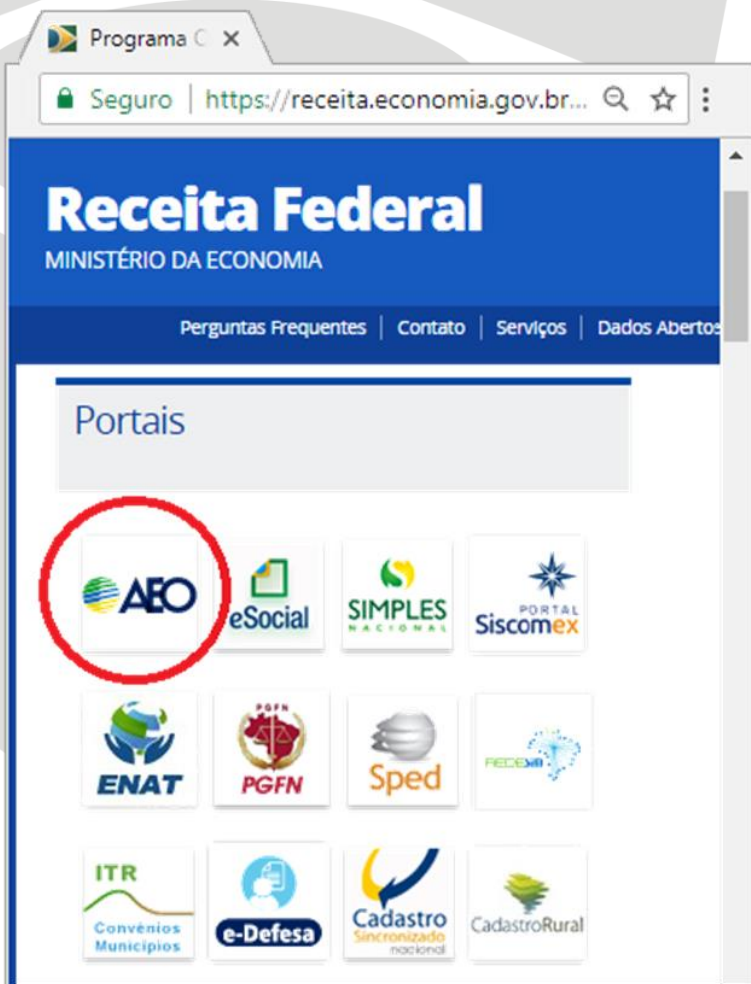 Programa C
Seguro | https://receita.economia.gov.br...
Receita Federal
MINISTÉRIO DA ECONOMIA
Perguntas Frequentes | Contato | Serviços | Dados Abertos
Portais
AEO
eSocial
SIMPLES
NACIONAL
PORTAL
Siscomex
ENAT
PGFN
PGFN
Sped
ITR
Convênios
Municípios
e-Defesa
Cadastro
Sincronizado
nacional
CadastroRural